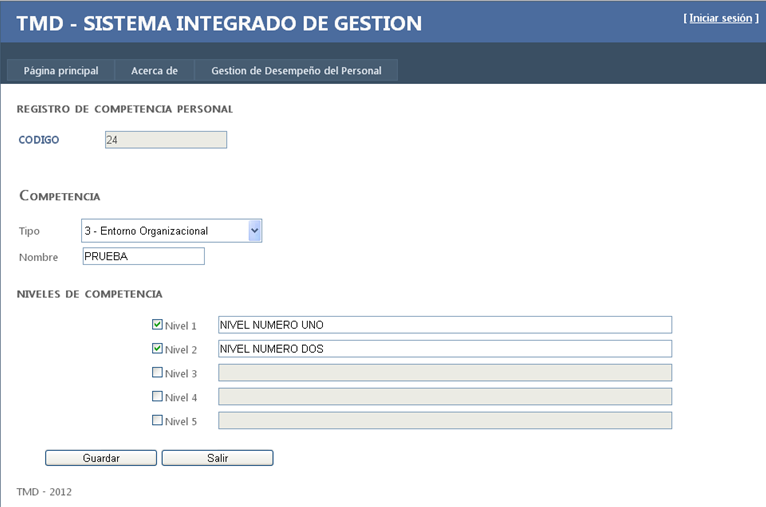 TMD - SISTEMA INTEGRADO DE GESTION
[ Iniciar sesión ]
Página principal Acerca de Gestion de Desempeño del Personal
REGISTRO DE COMPETENCIA PERSONAL
CODIGO 24
COMPETENCIA
Tipo 3 - Entorno Organizacional
Nombre PRUEBA
NIVELES DE COMPETENCIA
Nivel 1 NIVEL NUMERO UNO
Nivel 2 NIVEL NUMERO DOS
Nivel 3
Nivel 4
Nivel 5
Guardar Salir
TMD - 2012